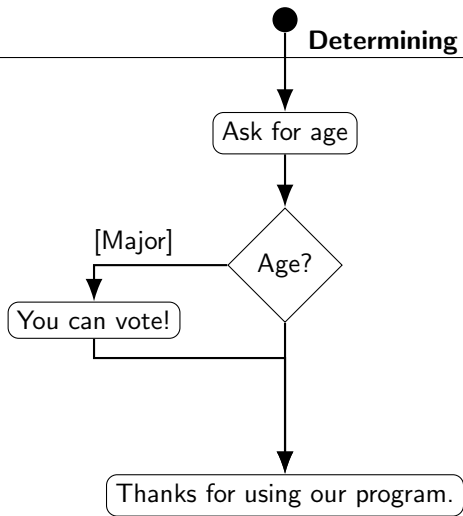 Determining
Ask for age
Age?
[Major]
You can vote!
Thanks for using our program.